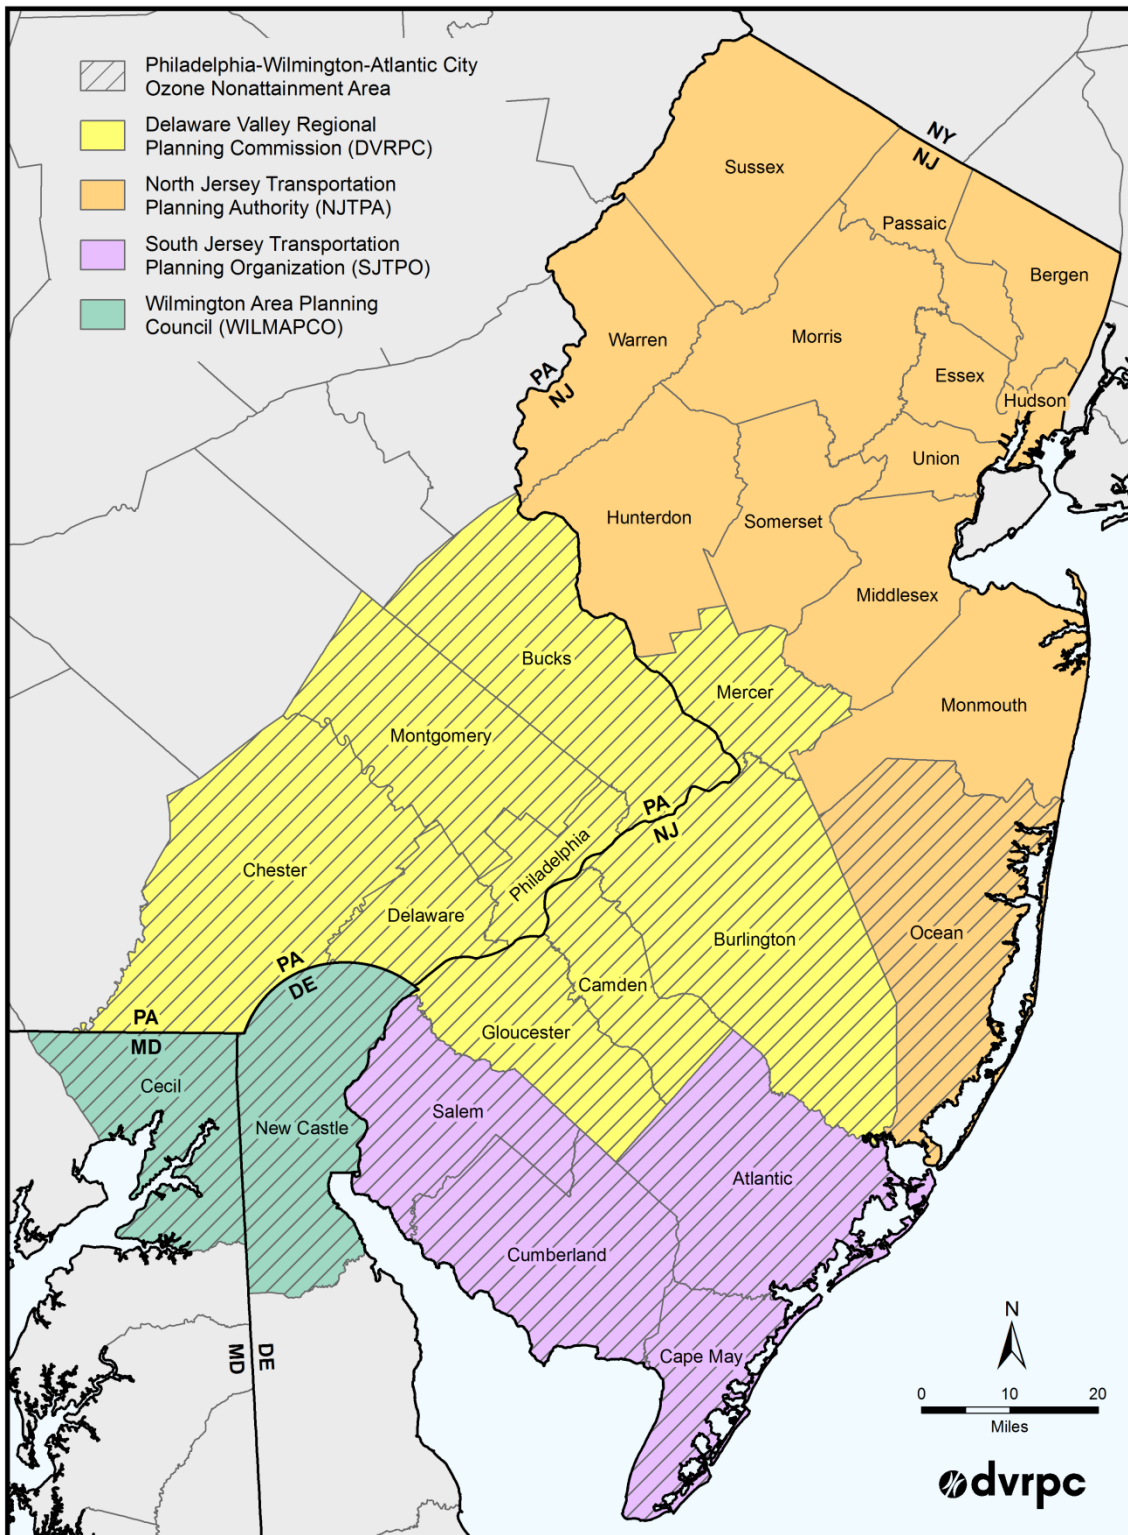 Philadelphia-Wilmington-Atlantic City
Ozone Nonattainment Area
Delaware Valley Regional
Planning Commission (DVRPC)
North Jersey Transportation
Planning Authority (NJTPA)
South Jersey Transportation
Planning Organization (SJTPO)
Wilmington Area Planning
Council (WILMAPCO)
NY
NJ
Sussex
Passaic
Bergen
Warren
Morris
PA
NJ
Essex
Hudson
Union
Hunterdon
Somerset
Middlesex
Bucks
Mercer
Monmouth
Montgomery
PA
NJ
Philadelphia
Chester
Delaware
Burlington
Ocean
PA
DE
Camden
Gloucester
PA
MD
Cecil
New Castle
Salem
Atlantic
Cumberland
Cape May
MD
DE
N
0 10 20
Miles
dvrpc